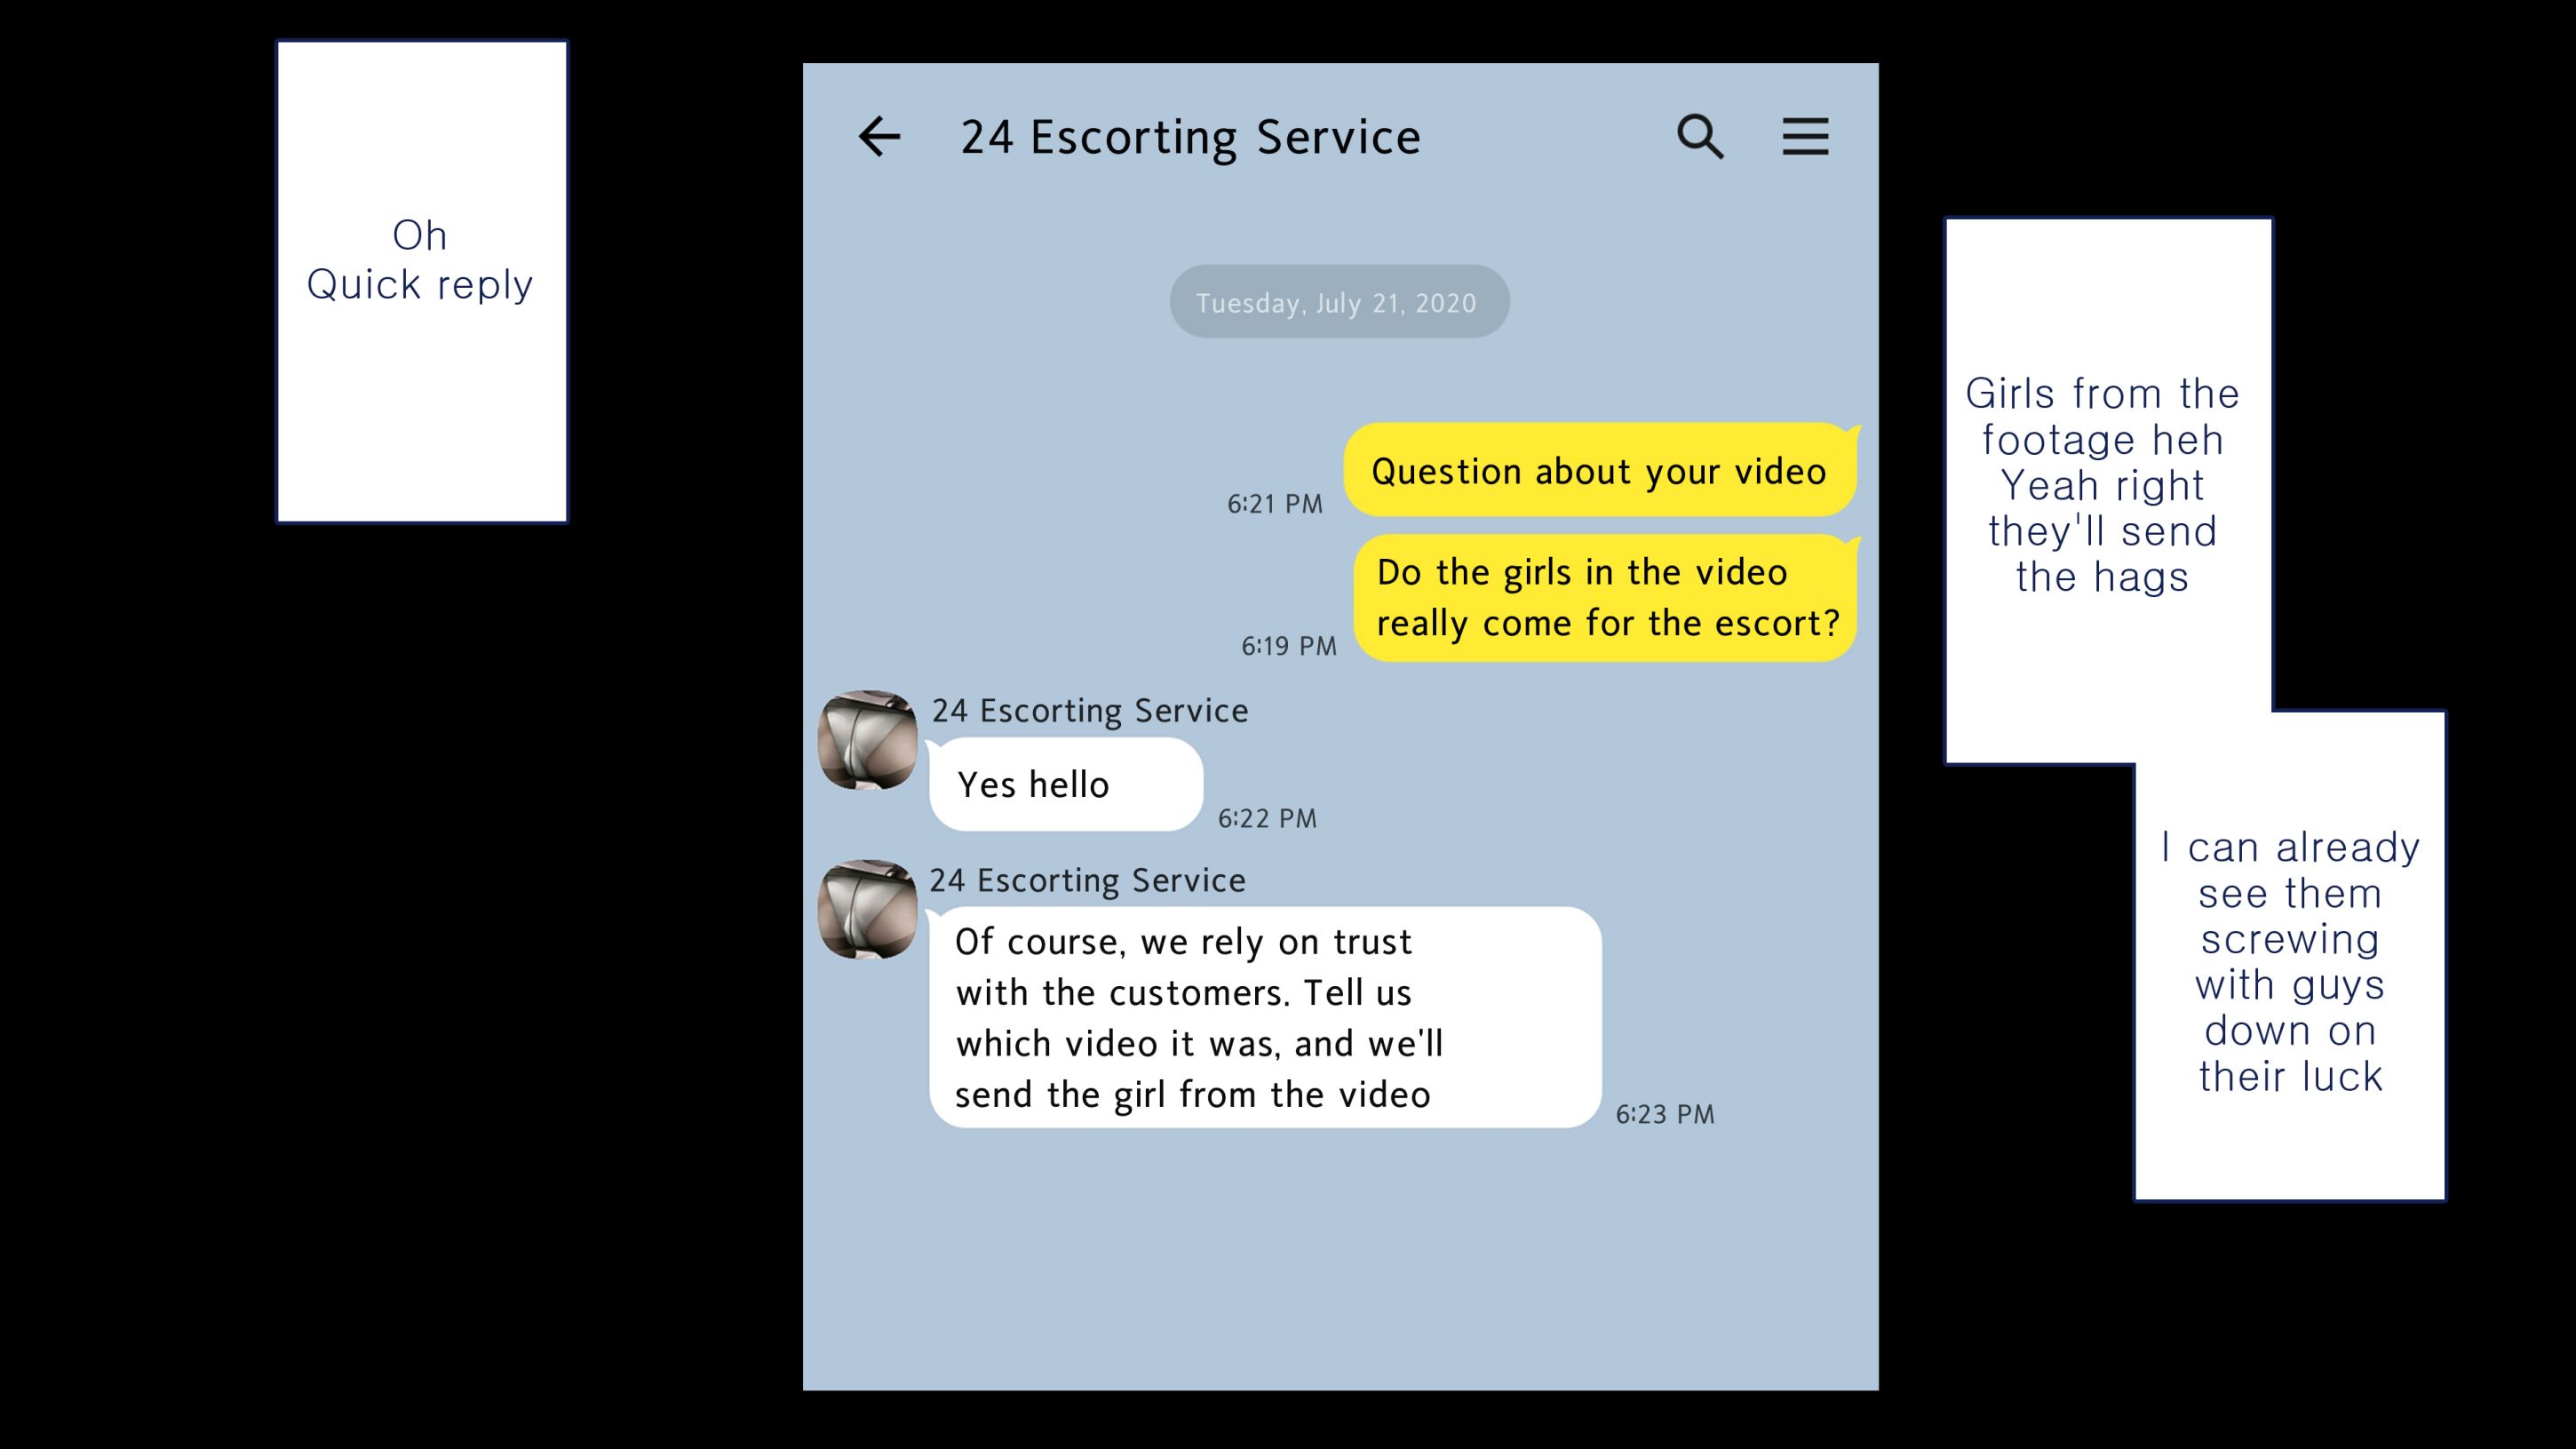 Oh
Quick reply
24 Escorting Service
Tuesday, July 21, 2020
Question about your video
6:21 PM
Do the girls in the video
really come for the escort?
6:19 PM
24 Escorting Service
Yes hello
6:22 PM
24 Escorting Service
Of course, we rely on trust
with the customers. Tell us
which video it was, and we'll
send the girl from the video
6:23 PM
Girls from the
footage heh
Yeah right
they'll send
the hags
I can already
see them
screwing
with guys
down on
their luck